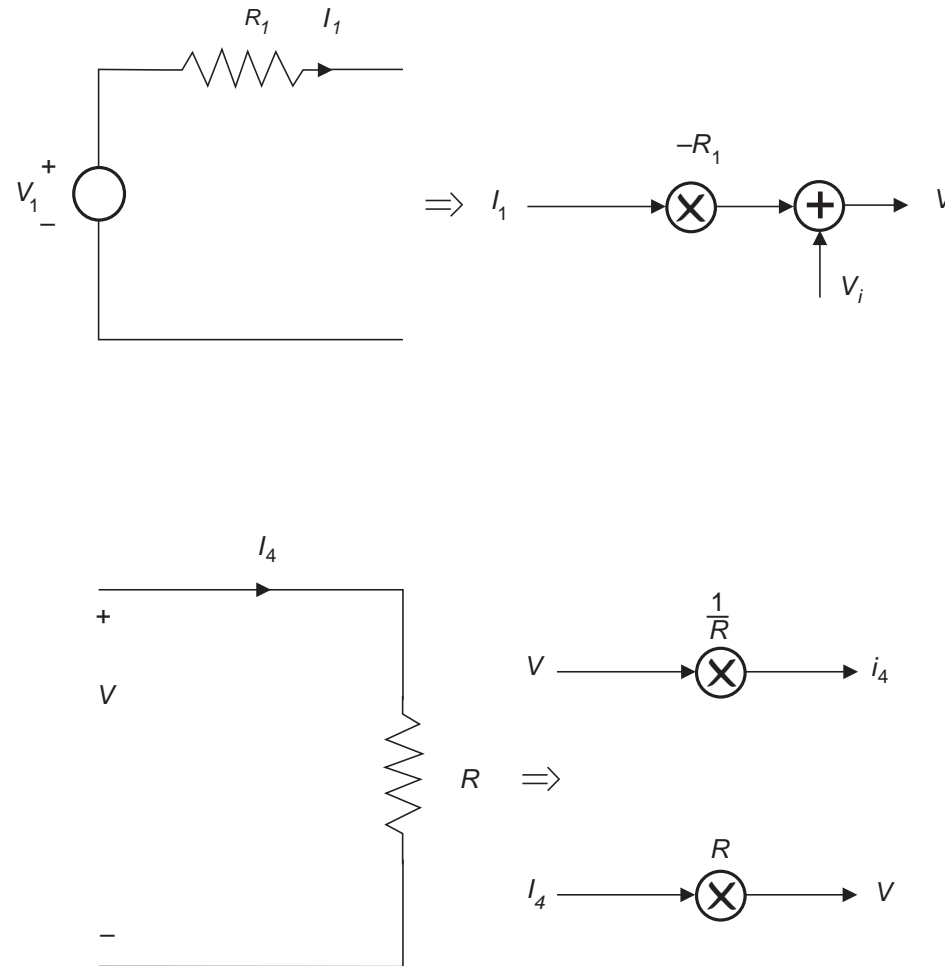 R1 I1
+
V1
–
–R1
⇒ I1 × + V
Vi
I4
+
V
–
R ⇒
1/R
V × i4
R
I4 × V